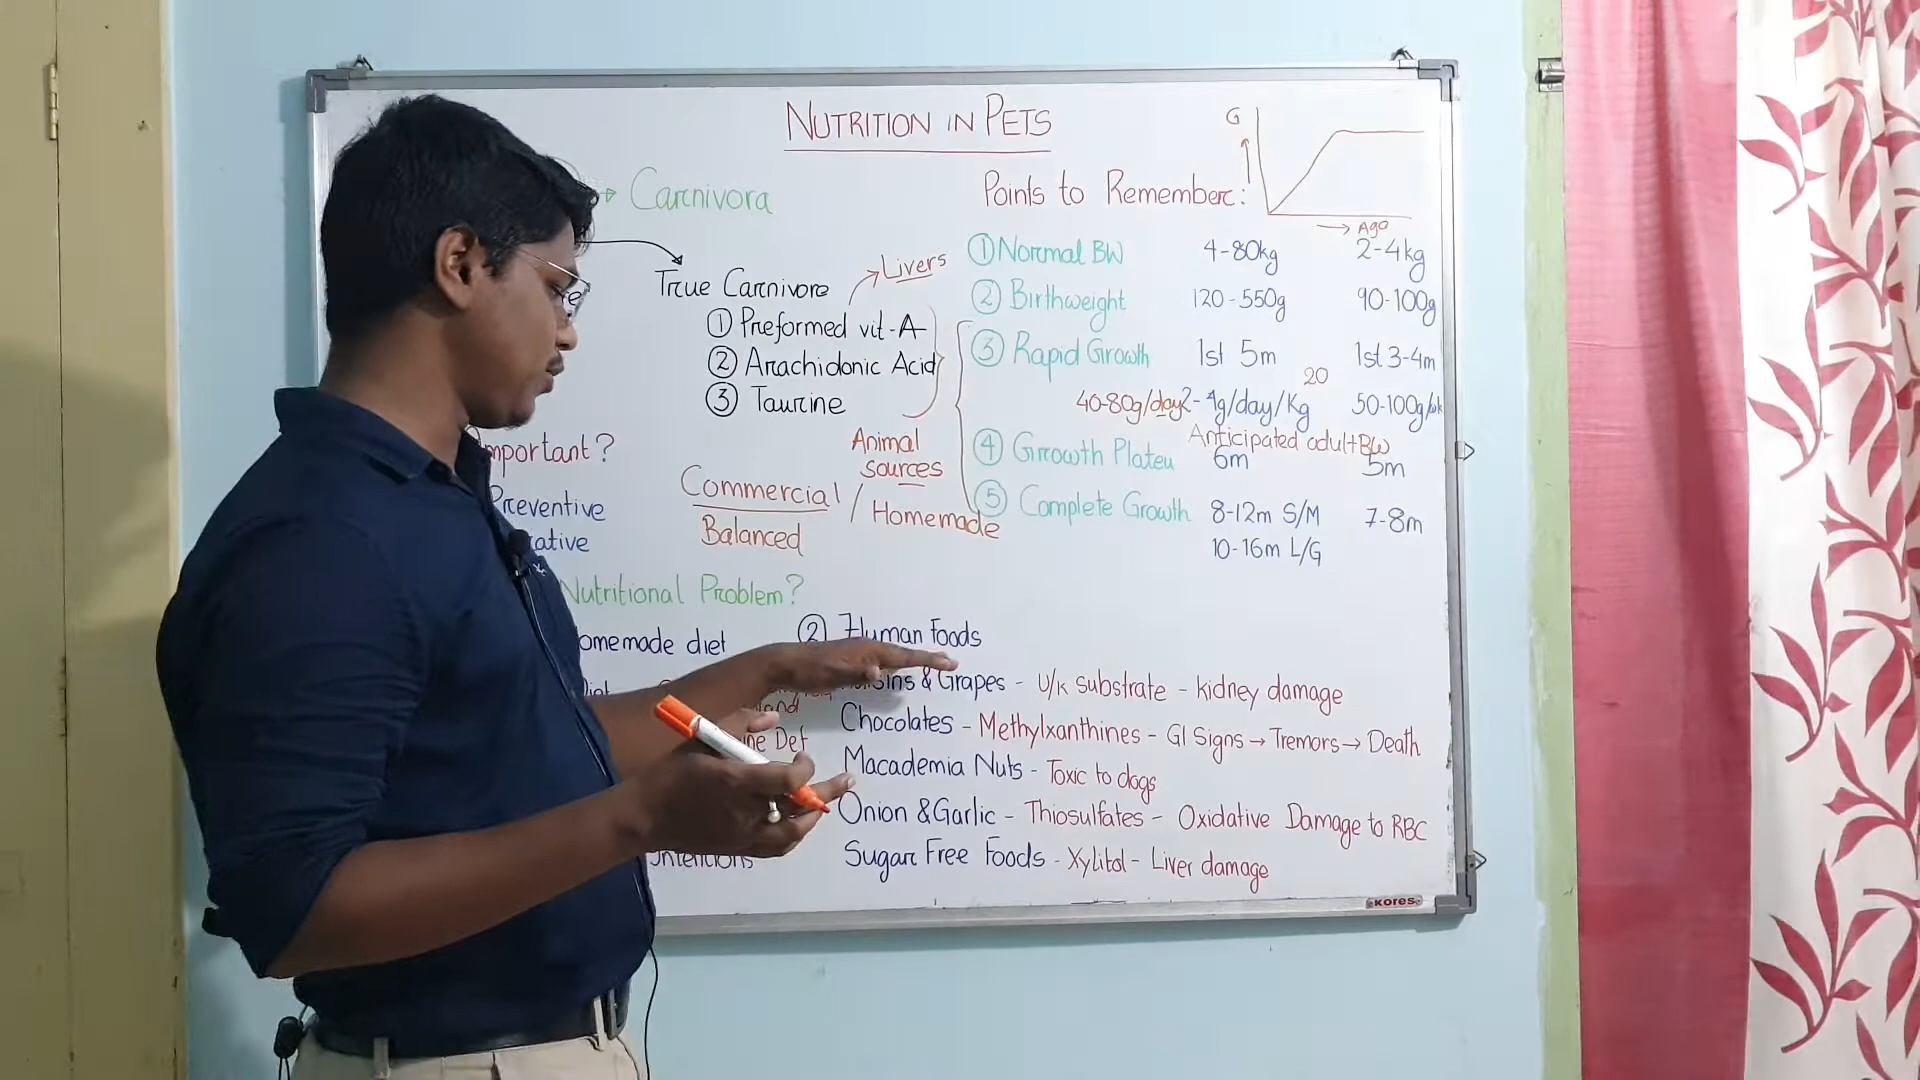 NUTRITION IN PETS
G
Age
→ Carnivora
Points to Remember:
True Carnivore
→ Livers
① Preformed vit-A
② Arachidonic Acid
③ Taurine
Animal
sources
① Normal BW 4-80kg 2-4kg
② Birthweight 120-550g 90-100g
③ Rapid Growth 1st 5m 1st 3-4m
20
40-80g/day 2-4g/day/Kg 50-100g/wk
Anticipated adult BW
④ Growth Plateu 6m 5m
⑤ Complete Growth 8-12m S/M 7-8m
10-16m L/G
mportant?
Preventive
ative
Commercial / Homemade
Balanced
Nutritional Problem?
omemade diet
② Human Foods
sins & Grapes - U/K substrate - kidney damage
Chocolates - Methylxanthines - GI Signs → Tremors → Death
Macademia Nuts - Toxic to dogs
Onion & Garlic - Thiosulfates - Oxidative Damage to RBC
Sugar Free Foods - Xylitol - Liver damage
ne Def
Intentions
KORES